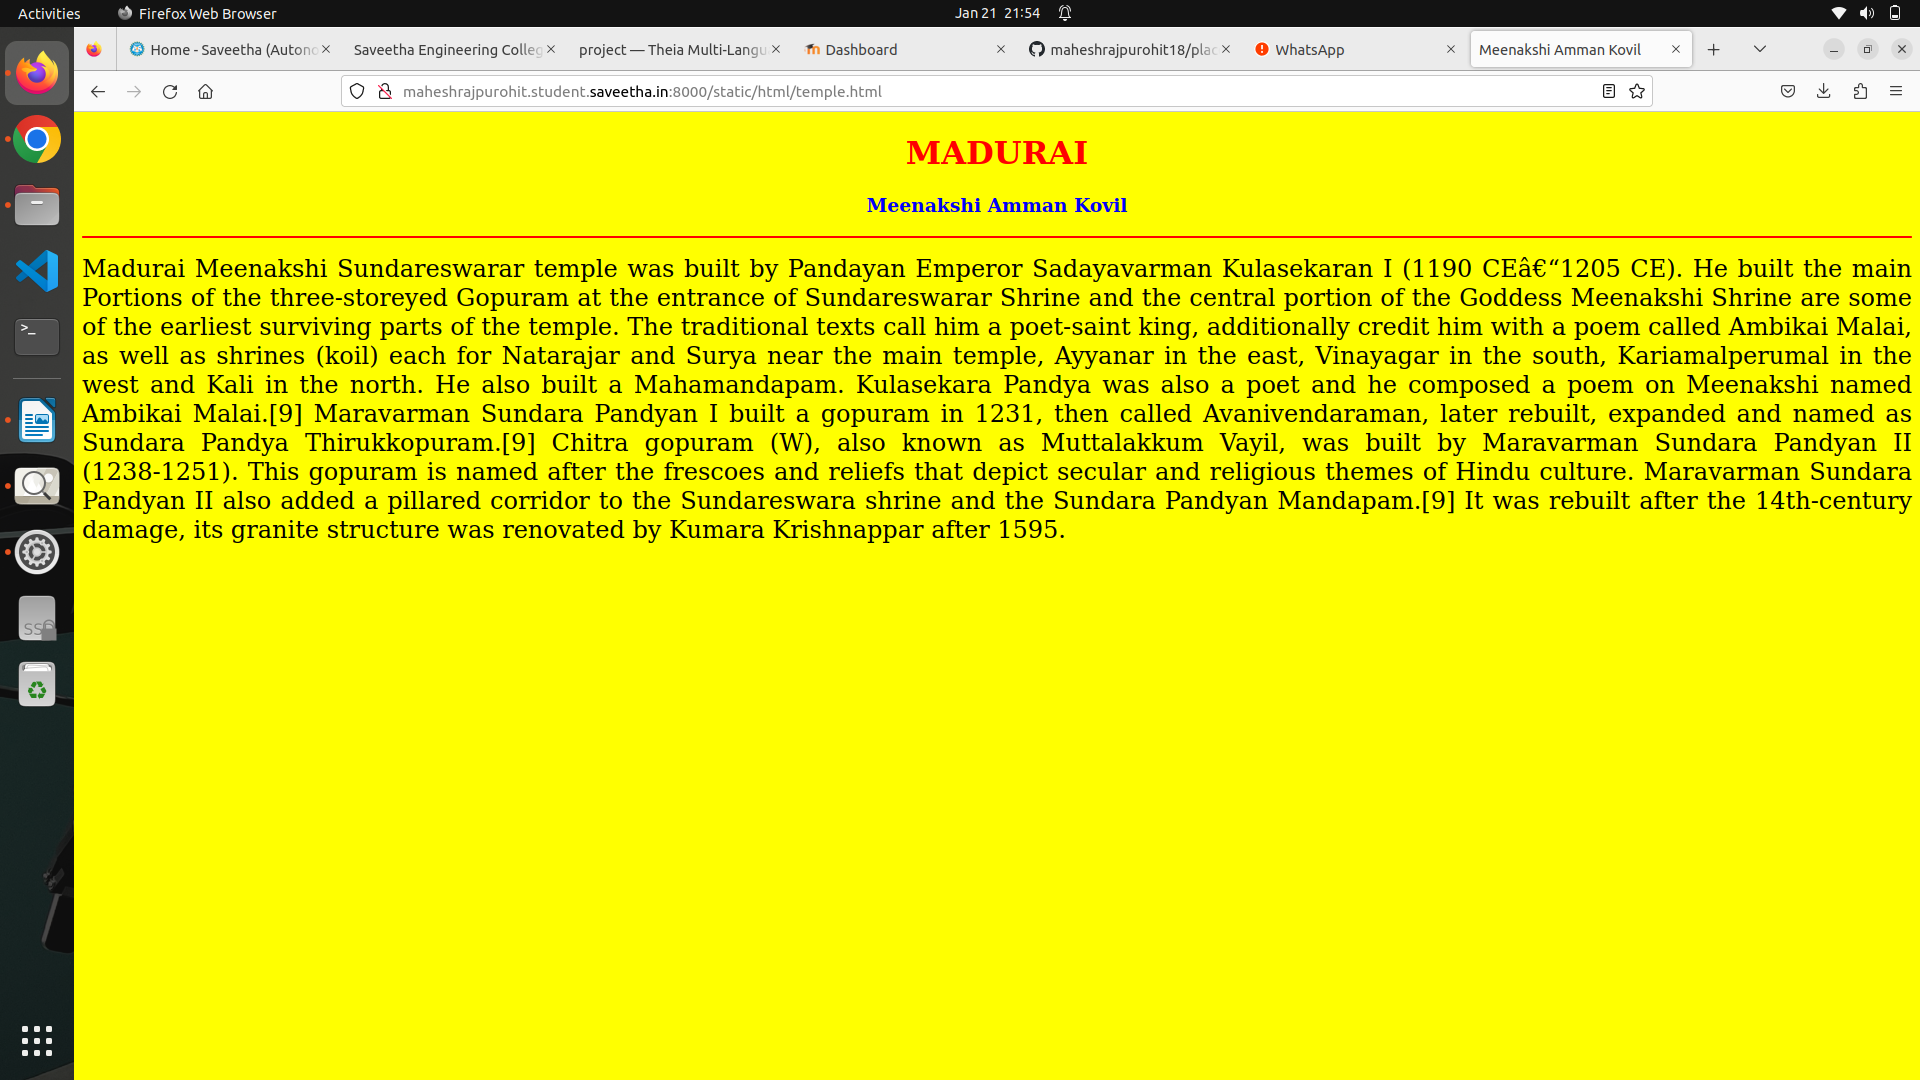 Activities
Firefox Web Browser
Jan 21 21:54
Home - Saveetha (Autono
Saveetha Engineering Colleg
project — Theia Multi-Langu
Dashboard
maheshrajpurohit18/plac
WhatsApp
Meenakshi Amman Kovil
maheshrajpurohit.student.saveetha.in:8000/static/html/temple.html
MADURAI
Meenakshi Amman Kovil
Madurai Meenakshi Sundareswarar temple was built by Pandayan Emperor Sadayavarman Kulasekaran I (1190 CEâ€“1205 CE). He built the main
Portions of the three-storeyed Gopuram at the entrance of Sundareswarar Shrine and the central portion of the Goddess Meenakshi Shrine are some
of the earliest surviving parts of the temple. The traditional texts call him a poet-saint king, additionally credit him with a poem called Ambikai Malai,
as well as shrines (koil) each for Natarajar and Surya near the main temple, Ayyanar in the east, Vinayagar in the south, Kariamalperumal in the
west and Kali in the north. He also built a Mahamandapam. Kulasekara Pandya was also a poet and he composed a poem on Meenakshi named
Ambikai Malai.[9] Maravarman Sundara Pandyan I built a gopuram in 1231, then called Avanivendaraman, later rebuilt, expanded and named as
Sundara Pandya Thirukkopuram.[9] Chitra gopuram (W), also known as Muttalakkum Vayil, was built by Maravarman Sundara Pandyan II
(1238-1251). This gopuram is named after the frescoes and reliefs that depict secular and religious themes of Hindu culture. Maravarman Sundara
Pandyan II also added a pillared corridor to the Sundareswara shrine and the Sundara Pandyan Mandapam.[9] It was rebuilt after the 14th-century
damage, its granite structure was renovated by Kumara Krishnappar after 1595.